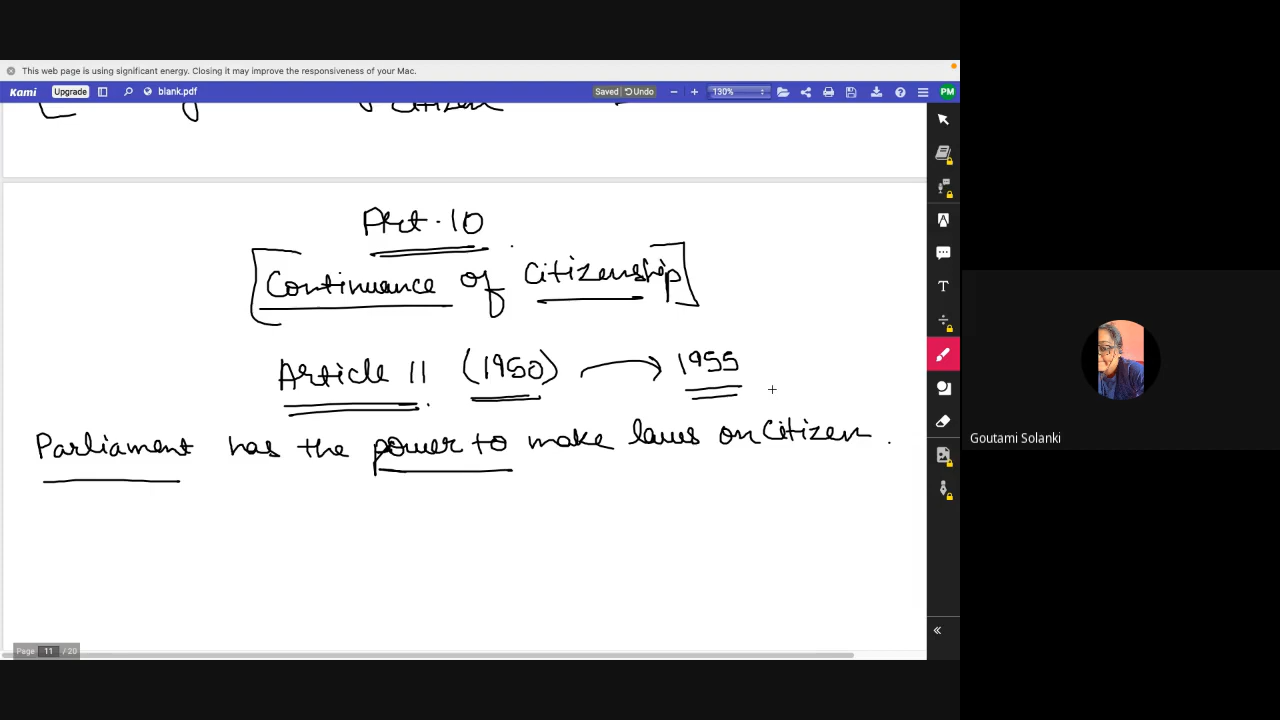 This web page is using significant energy. Closing it may improve the responsiveness of your Mac.
Kami Upgrade blank.pdf Saved Undo 130% PM
Citizen
Art. 10
[Continuance of Citizenship]
Article 11 (1950) → 1955
Parliament has the power to make laws on Citizen.
Goutami Solanki
Page 11 / 20